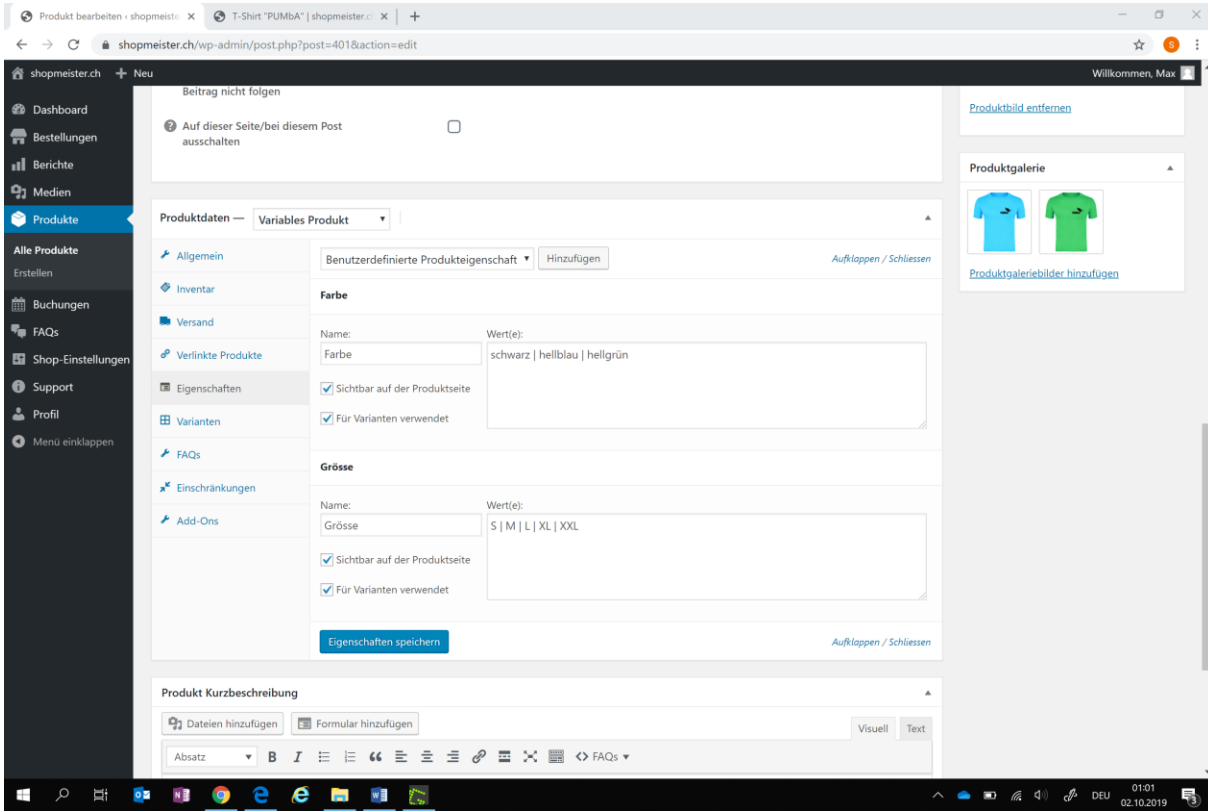 Produkt bearbeiten ‹ shopmeiste
T-Shirt "PUMbA" | shopmeister.c
shopmeister.ch/wp-admin/post.php?post=401&action=edit
S
shopmeister.ch
Neu
Willkommen, Max
Dashboard
Bestellungen
Berichte
Medien
Produkte
Alle Produkte
Erstellen
Buchungen
FAQs
Shop-Einstellungen
Support
Profil
Menü einklappen
Beitrag nicht folgen
Auf dieser Seite/bei diesem Post
ausschalten
Produktdaten — Variables Produkt
Allgemein
Inventar
Versand
Verlinkte Produkte
Eigenschaften
Varianten
FAQs
Einschränkungen
Add-Ons
Benutzerdefinierte Produkteigenschaft
Hinzufügen
Aufklappen / Schliessen
Farbe
Name:
Wert(e):
Farbe
schwarz | hellblau | hellgrün
Sichtbar auf der Produktseite
Für Varianten verwendet
Grösse
Name:
Wert(e):
Grösse
S | M | L | XL | XXL
Sichtbar auf der Produktseite
Für Varianten verwendet
Eigenschaften speichern
Aufklappen / Schliessen
Produkt Kurzbeschreibung
Dateien hinzufügen
Formular hinzufügen
Visuell
Text
Absatz
B I
FAQs
Produktbild entfernen
Produktgalerie
Produktgaleriebilder hinzufügen
DEU
01:01
02.10.2019
3